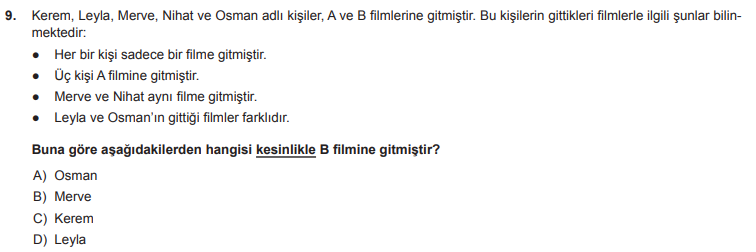 9. Kerem, Leyla, Merve, Nihat ve Osman adlı kişiler, A ve B filmlerine gitmiştir. Bu kişilerin gittikleri filmlerle ilgili şunlar bilin-
mektedir:
• Her bir kişi sadece bir filme gitmiştir.
• Üç kişi A filmine gitmiştir.
• Merve ve Nihat aynı filme gitmiştir.
• Leyla ve Osman'ın gittiği filmler farklıdır.
Buna göre aşağıdakilerden hangisi kesinlikle B filmine gitmiştir?
A) Osman
B) Merve
C) Kerem
D) Leyla